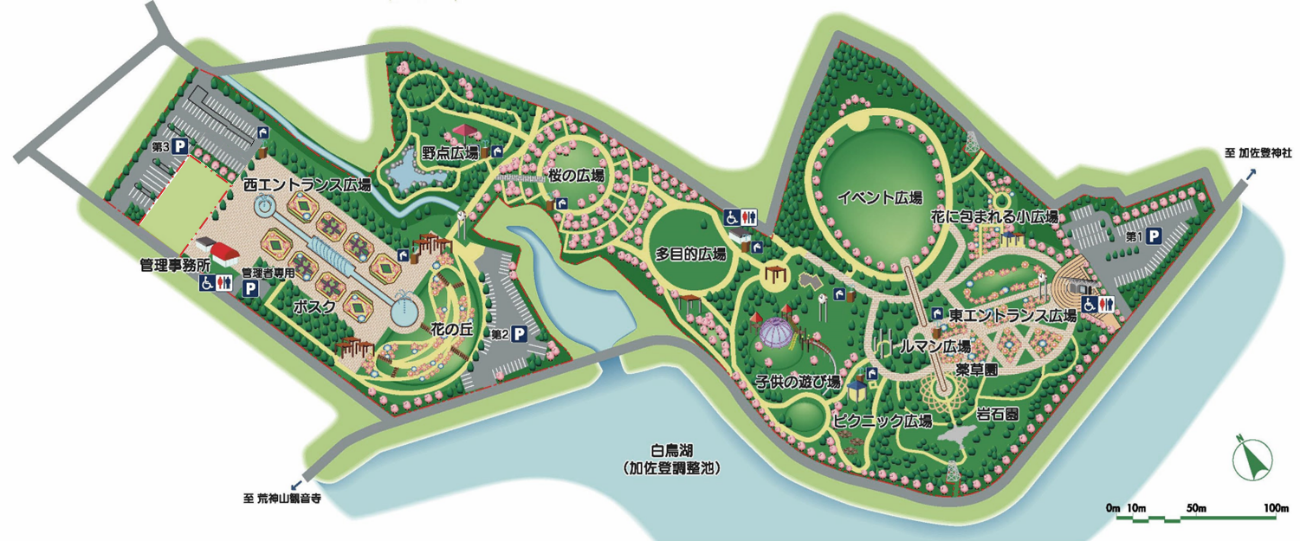 至 加佐登神社
第3 P
野点広場
桜の広場
西エントランス広場
イベント広場
花に包まれる小広場
第1 P
多目的広場
管理事務所
管理者専用
P
ボスク
花の丘
第2 P
東エントランス広場
ルマン広場
薬草園
子供の遊び場
ピクニック広場
岩石園
白鳥湖
(加佐登調整池)
至 荒神山観音寺
N
0m 10m 50m 100m